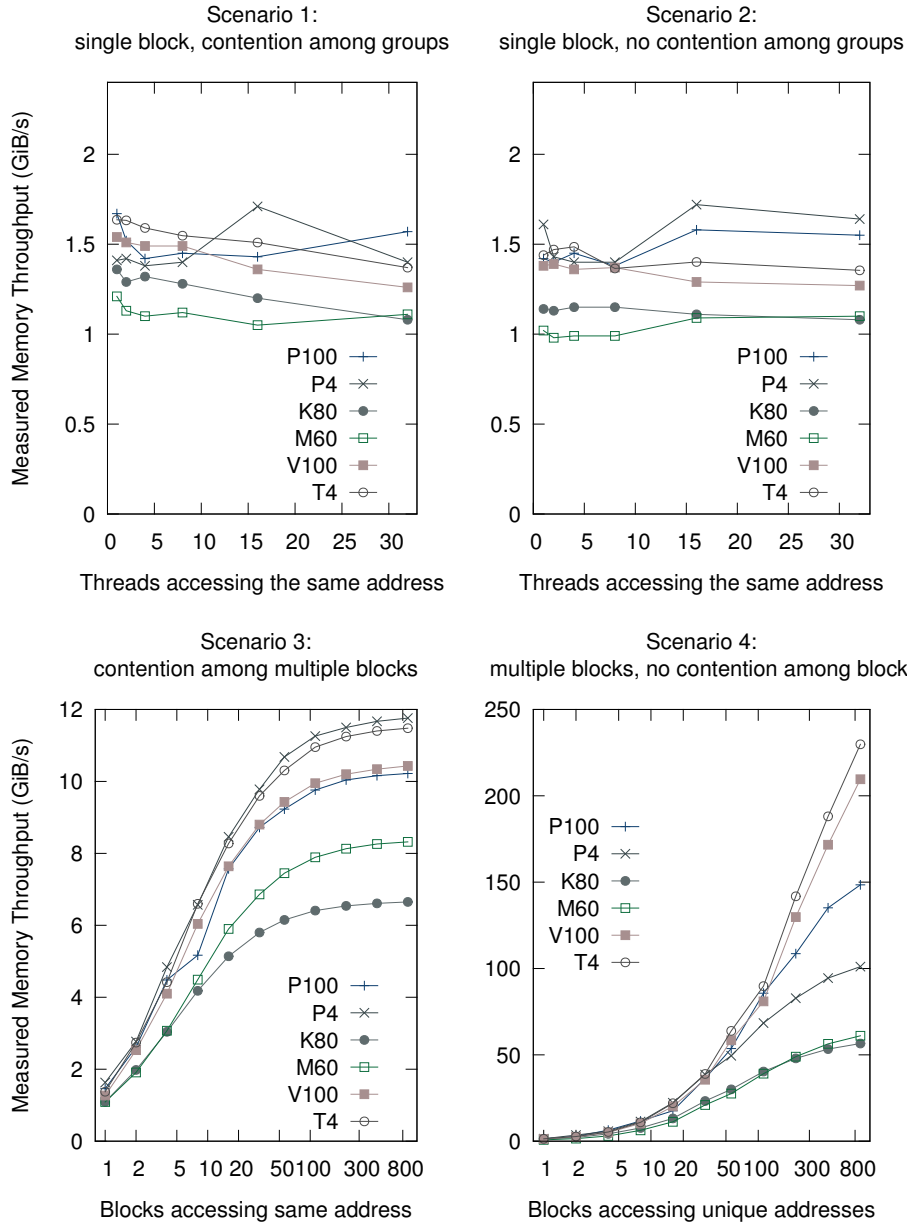 Scenario 1:
single block, contention among groups
Measured Memory Throughput (GiB/s)
2
1.5
1
0.5
0
P100
P4
K80
M60
V100
T4
0 5 10 15 20 25 30
Threads accessing the same address
Scenario 2:
single block, no contention among groups
2
1.5
1
0.5
0
P100
P4
K80
M60
V100
T4
0 5 10 15 20 25 30
Threads accessing the same address
Scenario 3:
contention among multiple blocks
Measured Memory Throughput (GiB/s)
12
10
8
6
4
2
0
P100
P4
K80
M60
V100
T4
1 2 5 10 20 50 100 300 800
Blocks accessing same address
Scenario 4:
multiple blocks, no contention among block
250
200
150
100
50
0
P100
P4
K80
M60
V100
T4
1 2 5 10 20 50 100 300 800
Blocks accessing unique addresses